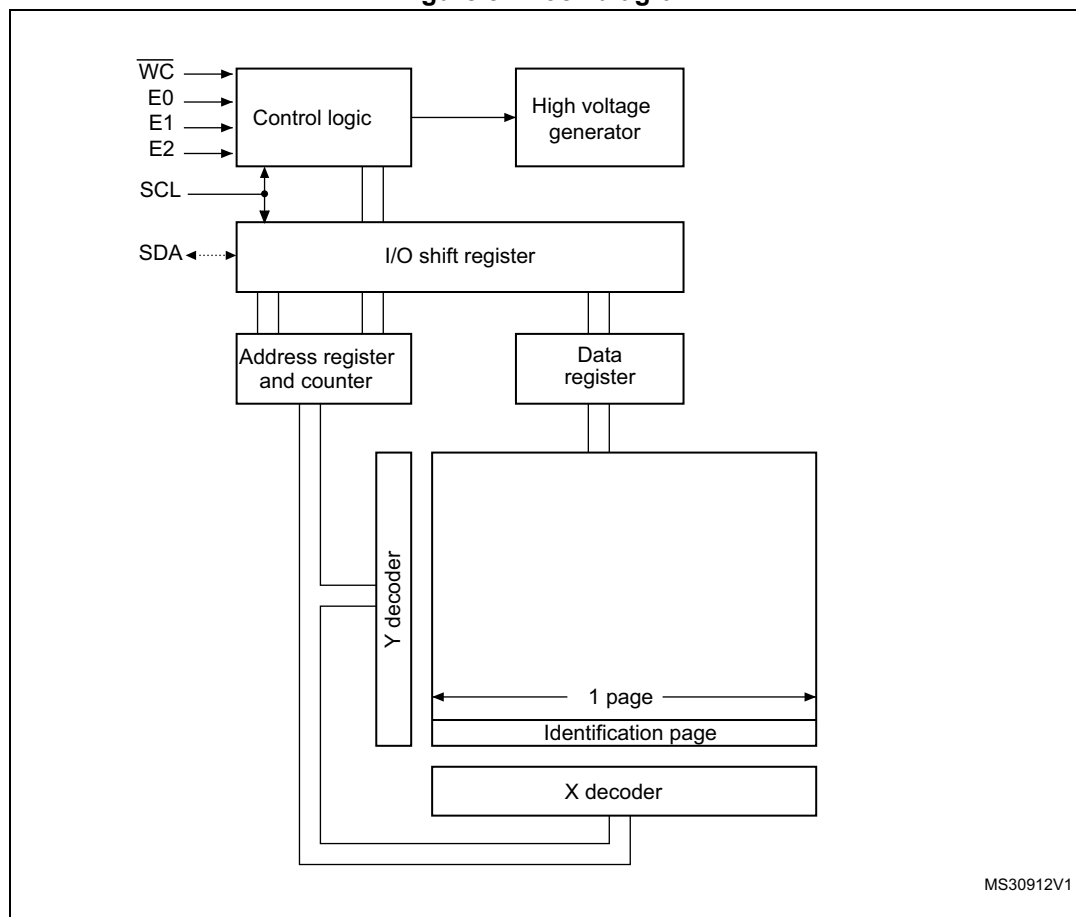 WC
E0
E1
E2
Control logic
High voltage
generator
SCL
SDA
I/O shift register
Address register
and counter
Data
register
Y decoder
1 page
Identification page
X decoder
MS30912V1